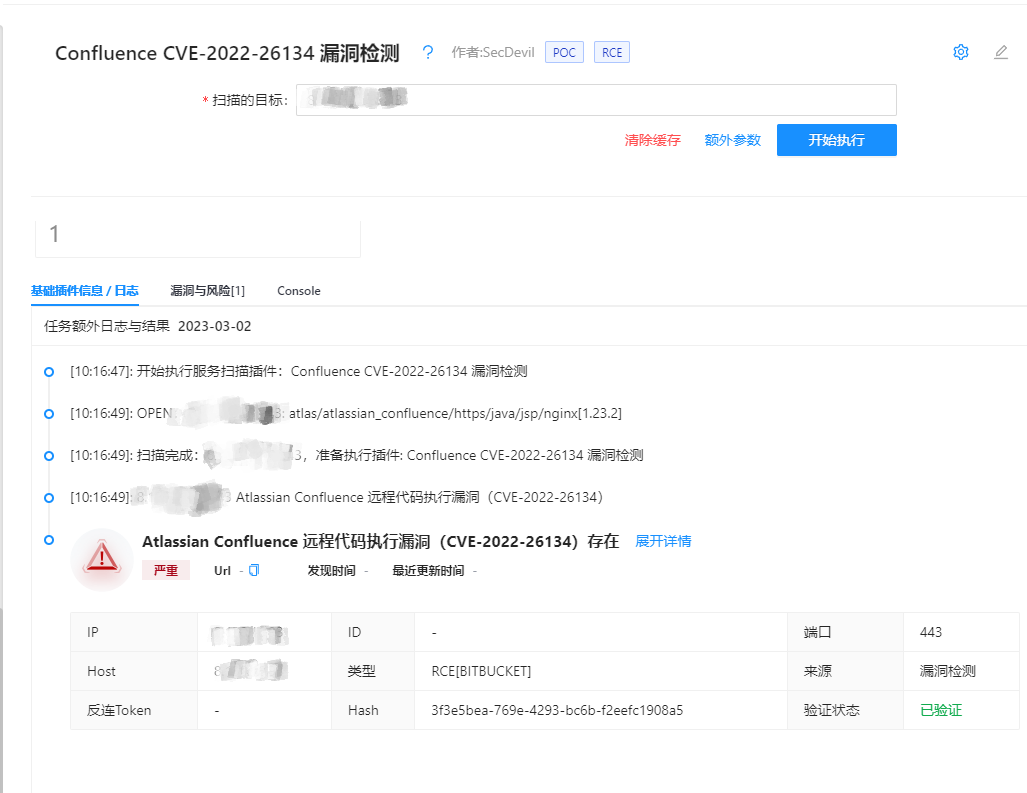 Confluence CVE-2022-26134 漏洞检测 ? 作者:SecDevil POC RCE
* 扫描的目标:
清除缓存 额外参数 开始执行
1
基础插件信息 / 日志 漏洞与风险[1] Console
任务额外日志与结果 2023-03-02
[10:16:47]: 开始执行服务扫描插件: Confluence CVE-2022-26134 漏洞检测
[10:16:49]: OPEN: 3: atlas/atlassian_confluence/https/java/jsp/nginx[1.23.2]
[10:16:49]: 扫描完成: 3，准备执行插件: Confluence CVE-2022-26134 漏洞检测
[10:16:49]: 8 3 Atlassian Confluence 远程代码执行漏洞（CVE-2022-26134）
Atlassian Confluence 远程代码执行漏洞（CVE-2022-26134）存在 展开详情
严重 Url - 发现时间 - 最近更新时间 -
IP ID - 端口 443
Host 8 类型 RCE[BITBUCKET] 来源 漏洞检测
反连Token - Hash 3f3e5bea-769e-4293-bc6b-f2eefc1908a5 验证状态 已验证